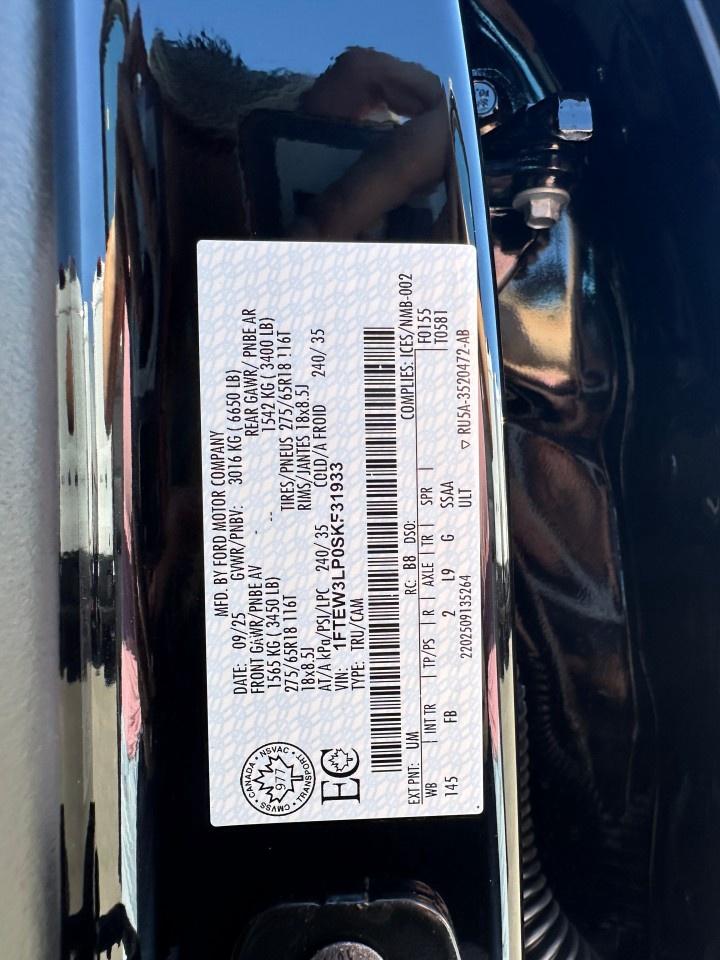 MFD. BY FORD MOTOR COMPANY
DATE: 09/25 GVWR/PNBV: 3016 KG ( 6650 LB)
FRONT GAWR/PNBE AV REAR GAWR/ PNBE AR
1565 KG ( 3450 LB) - 1542 KG ( 3400 LB)
275/65R18 116T -- TIRES/PNEUS 275/65R18 116T
18x8.5J RIMS/JANTES 18x8.5J
AT/A kPa/PSI/LPC 240/ 35 COLD/A FROID 240/ 35
VIN: 1FTEW3LP0SKF31933
TYPE: TRU/CAM
CANADA • NSVAC • TRANSPORT • CMVSS •
977
EC
EXT PNT: UM RC: B8 DSO: COMPLIES: ICES/NMB-002
WB INT TR TP/PS R AXLE TR SPR F0155
145 FB 2 L9 G SSAA T0581
2202509135264 ULT ▽ RU5A-3520472-AB